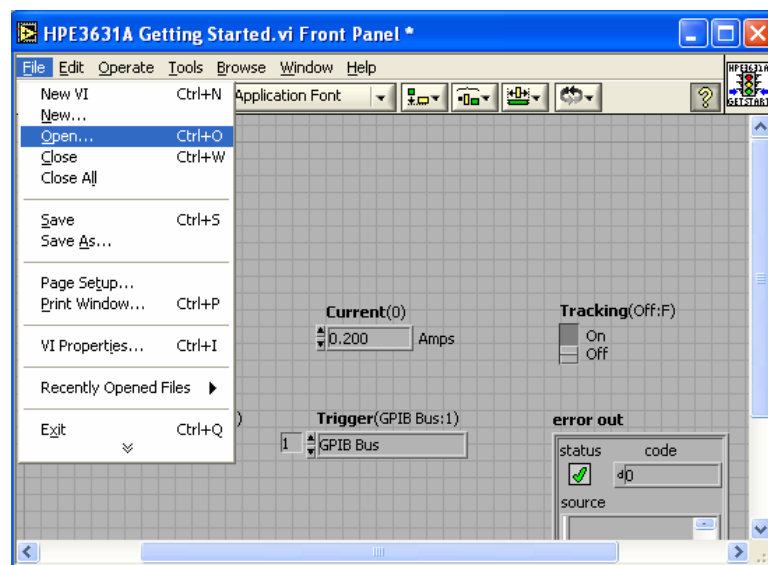 HPE3631A Getting Started.vi Front Panel *
File Edit Operate Tools Browse Window Help
Application Font
?
HPE3631A
GETSTART
New VI Ctrl+N
New...
Open... Ctrl+O
Close Ctrl+W
Close All
Save Ctrl+S
Save As...
Page Setup...
Print Window... Ctrl+P
VI Properties... Ctrl+I
Recently Opened Files
Exit Ctrl+Q
Current(0)
0.200 Amps
Tracking(Off:F)
On
Off
)
Trigger(GPIB Bus:1)
1 GPIB Bus
error out
status code
d0
source